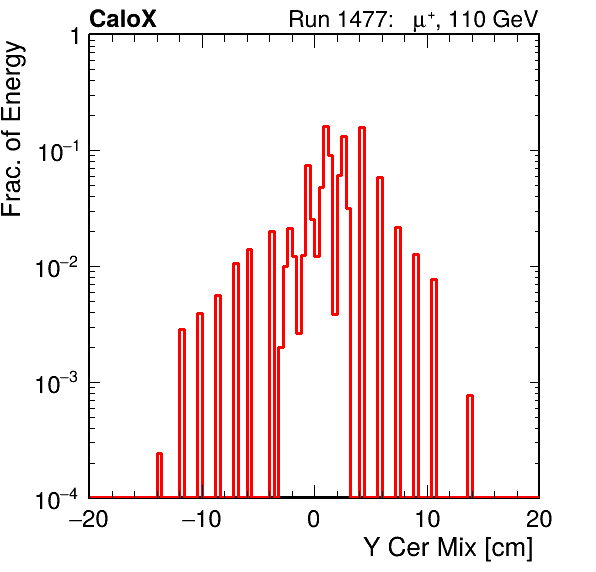 CaloX Run 1477: μ⁺, 110 GeV
Frac. of Energy
1
10⁻¹
10⁻²
10⁻³
10⁻⁴
−20 −10 0 10 20
Y Cer Mix [cm]